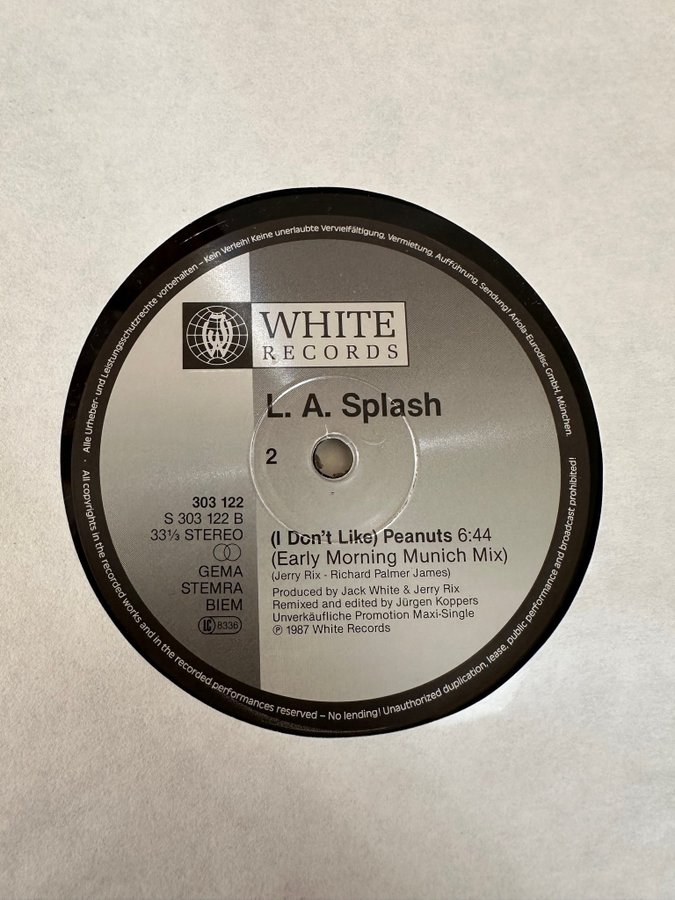 Alle Urheber- und Leistungsschutzrechte vorbehalten – Kein Verleih! Keine unerlaubte Vervielfältigung, Vermietung, Aufführung, Sendung! Ariola-Eurodisc GmbH, München.
WHITE
RECORDS
L. A. Splash
2
303 122
S 303 122 B
33⅓ STEREO
GEMA
STEMRA
BIEM
LC 8336
(I Don't Like) Peanuts 6:44
(Early Morning Munich Mix)
(Jerry Rix - Richard Palmer James)
Produced by Jack White & Jerry Rix
Remixed and edited by Jürgen Koppers
Unverkäufliche Promotion Maxi-Single
℗ 1987 White Records
· All copyrights in the recorded works and in the recorded performances reserved – No lending! Unauthorized duplication, lease, public performance and broadcast prohibited!